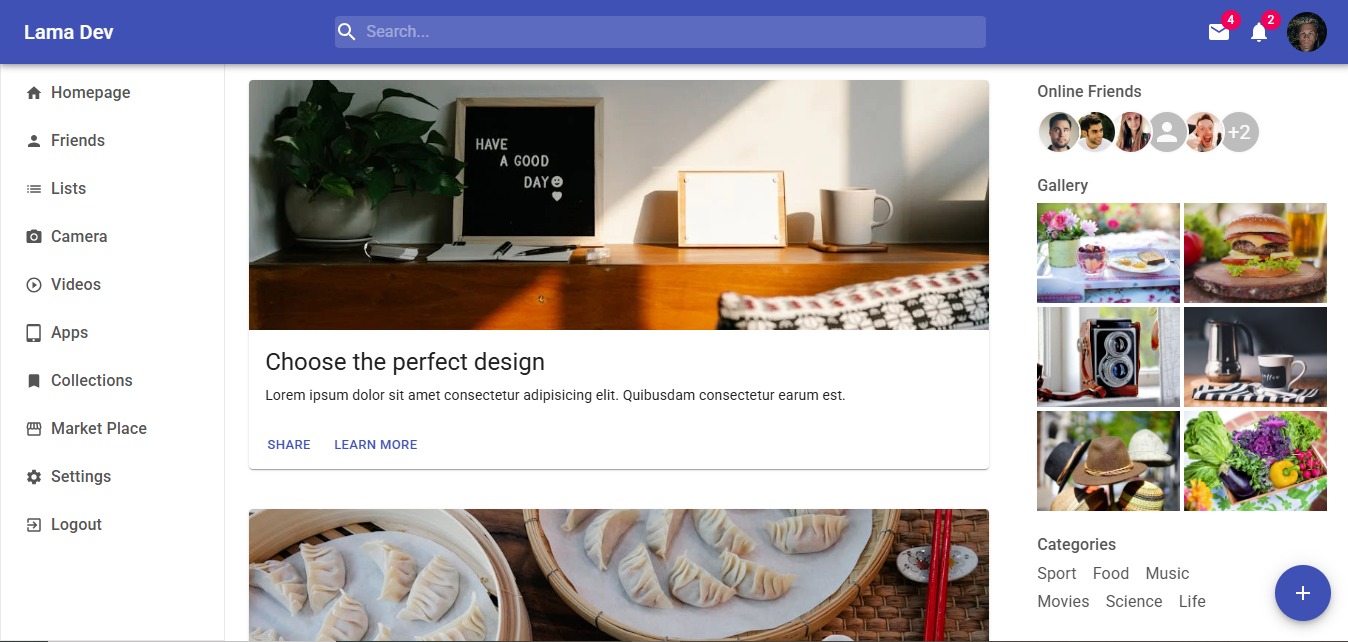 Lama Dev
Search...
4
2
Homepage
Friends
Lists
Camera
Videos
Apps
Collections
Market Place
Settings
Logout
HAVE
A GOOD
DAY
Choose the perfect design
Lorem ipsum dolor sit amet consectetur adipisicing elit. Quibusdam consectetur earum est.
SHARE LEARN MORE
Online Friends
+2
Gallery
coffee
Categories
Sport Food Music
Movies Science Life
+